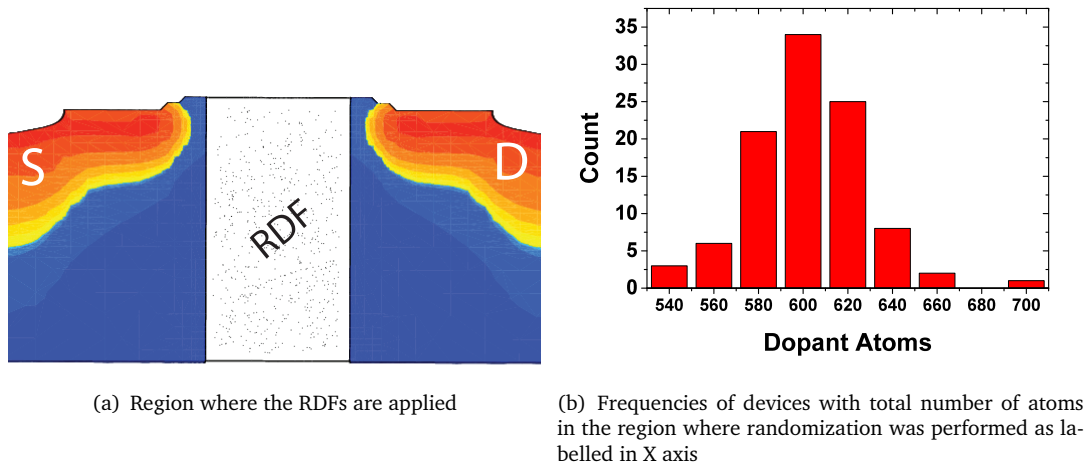 S
RDF
D
(a) Region where the RDFs are applied
35
30
25
20
15
10
5
0
Count
540 560 580 600 620 640 660 680 700
Dopant Atoms
(b) Frequencies of devices with total number of atoms
in the region where randomization was performed as la-
belled in X axis